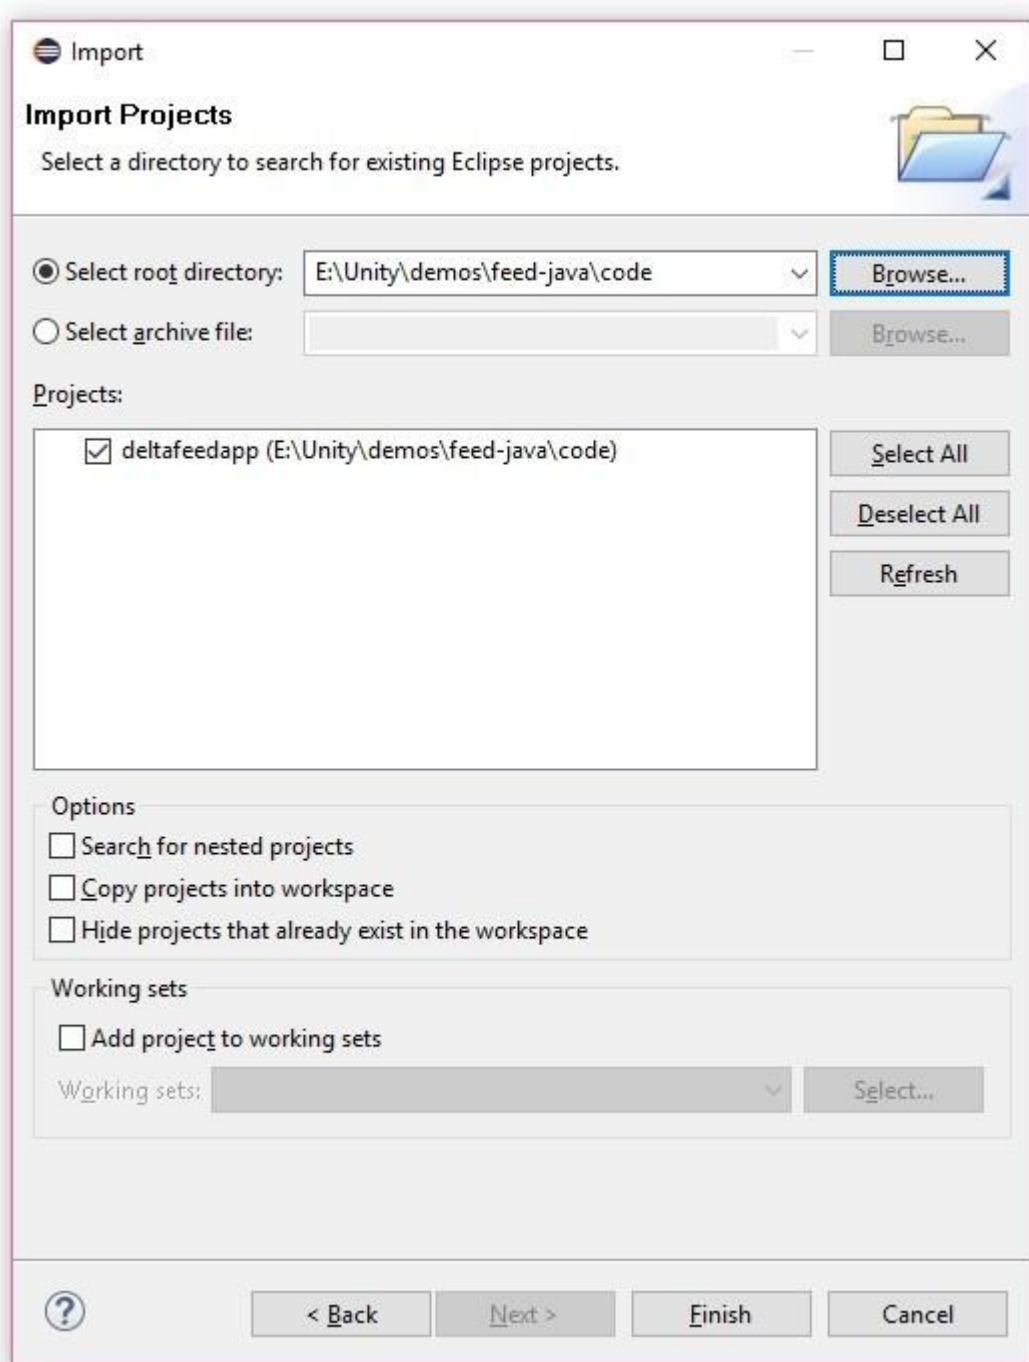 Import
Import Projects
Select a directory to search for existing Eclipse projects.
Select root directory: E:\Unity\demos\feed-java\code Browse...
Select archive file: Browse...
Projects:
deltafeedapp (E:\Unity\demos\feed-java\code)
Select All
Deselect All
Refresh
Options
Search for nested projects
Copy projects into workspace
Hide projects that already exist in the workspace
Working sets
Add project to working sets
Working sets: Select...
? < Back Next > Finish Cancel